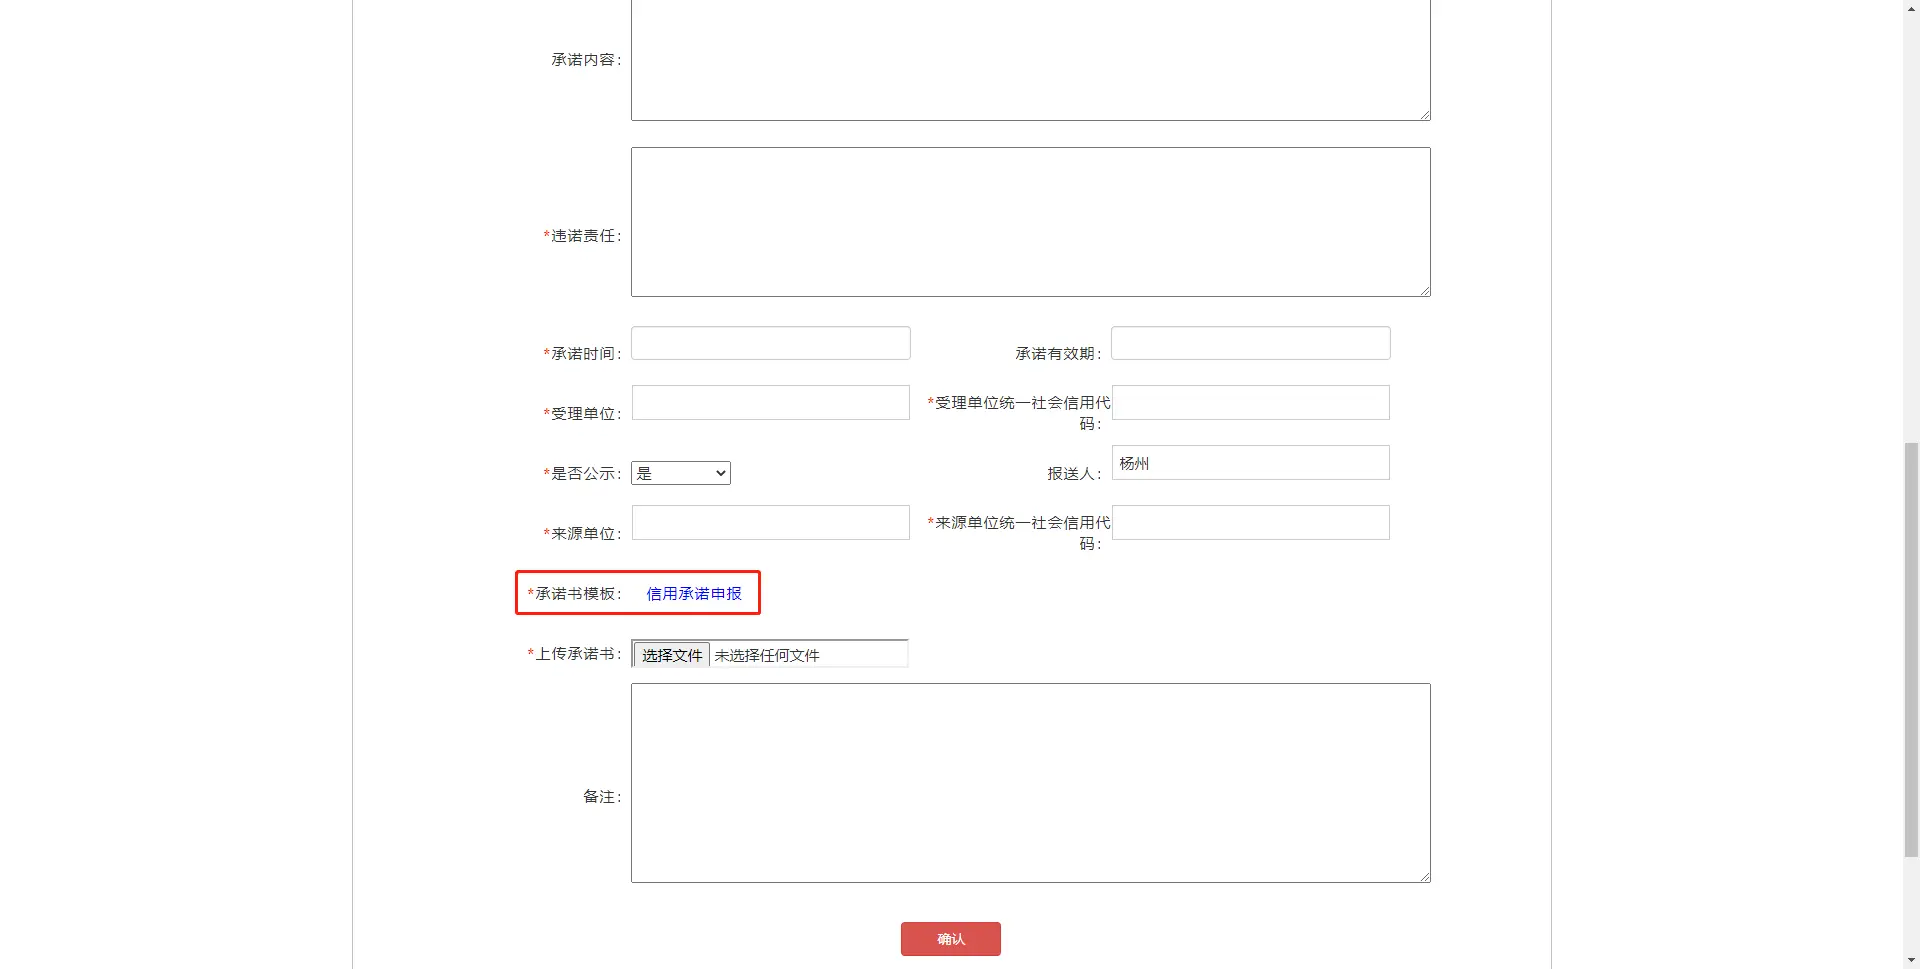 承诺内容：
*违诺责任：
*承诺时间：
承诺有效期：
*受理单位：
*受理单位统一社会信用代
码：
*是否公示：
是
报送人：
杨州
*来源单位：
*来源单位统一社会信用代
码：
*承诺书模板：
信用承诺申报
*上传承诺书：
选择文件 未选择任何文件
备注：
确认